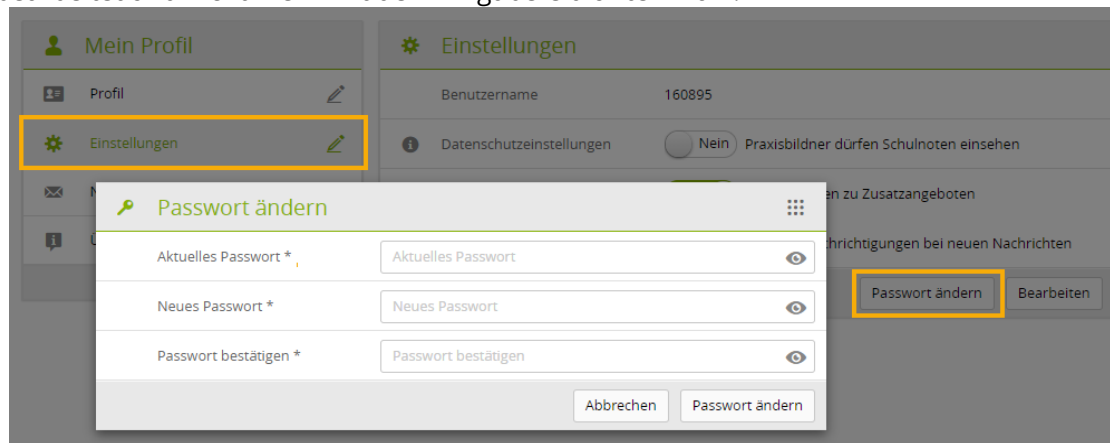 Mein Profil
Einstellungen
Profil
Benutzername 160895
Einstellungen
Datenschutzeinstellungen Nein Praxisbildner dürfen Schulnoten einsehen
N
en zu Zusatzangeboten
hrichtigungen bei neuen Nachrichten
Passwort ändern Bearbeiten
Passwort ändern
Aktuelles Passwort * Aktuelles Passwort
Neues Passwort * Neues Passwort
Passwort bestätigen * Passwort bestätigen
Abbrechen Passwort ändern